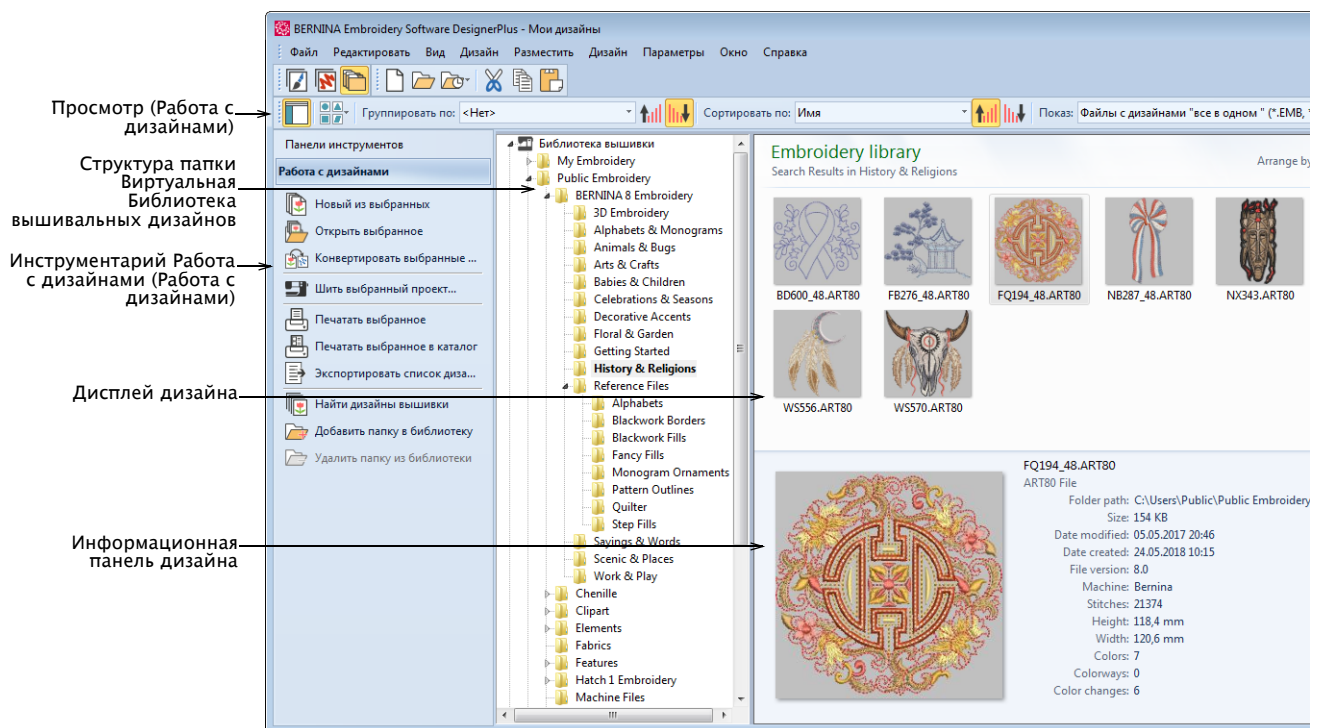 BERNINA Embroidery Software DesignerPlus - Мои дизайны
Файл Редактировать Вид Дизайн Разместить Дизайн Параметры Окно Справка
Группировать по: <Нет> Сортировать по: Имя Показ: Файлы с дизайнами "все в одном " (*.EMB, *
Просмотр (Работа с
дизайнами)
Структура папки
Виртуальная
Библиотека
вышивальных дизайнов
Инструментарий Работа
с дизайнами (Работа с
дизайнами)
Дисплей дизайна
Информационная
панель дизайна
Панели инструментов
Работа с дизайнами
Новый из выбранных
Открыть выбранное
Конвертировать выбранные ...
Шить выбранный проект...
Печатать выбранное
Печатать выбранное в каталог
Экспортировать список диза...
Найти дизайны вышивки
Добавить папку в библиотеку
Удалить папку из библиотеки
Библиотека вышивки
My Embroidery
Public Embroidery
BERNINA 8 Embroidery
3D Embroidery
Alphabets & Monograms
Animals & Bugs
Arts & Crafts
Babies & Children
Celebrations & Seasons
Decorative Accents
Floral & Garden
Getting Started
History & Religions
Reference Files
Alphabets
Blackwork Borders
Blackwork Fills
Fancy Fills
Monogram Ornaments
Pattern Outlines
Quilter
Step Fills
Sayings & Words
Scenic & Places
Work & Play
Chenille
Clipart
Elements
Fabrics
Features
Hatch 1 Embroidery
Machine Files
Embroidery library
Search Results in History & Religions
Arrange by
BD600_48.ART80
FB276_48.ART80
FQ194_48.ART80
NB287_48.ART80
NX343.ART80
WS556.ART80
WS570.ART80
FQ194_48.ART80
ART80 File
Folder path: C:\Users\Public\Public Embroidery
Size: 154 KB
Date modified: 05.05.2017 20:46
Date created: 24.05.2018 10:15
File version: 8.0
Machine: Bernina
Stitches: 21374
Height: 118,4 mm
Width: 120,6 mm
Colors: 7
Colorways: 0
Color changes: 6